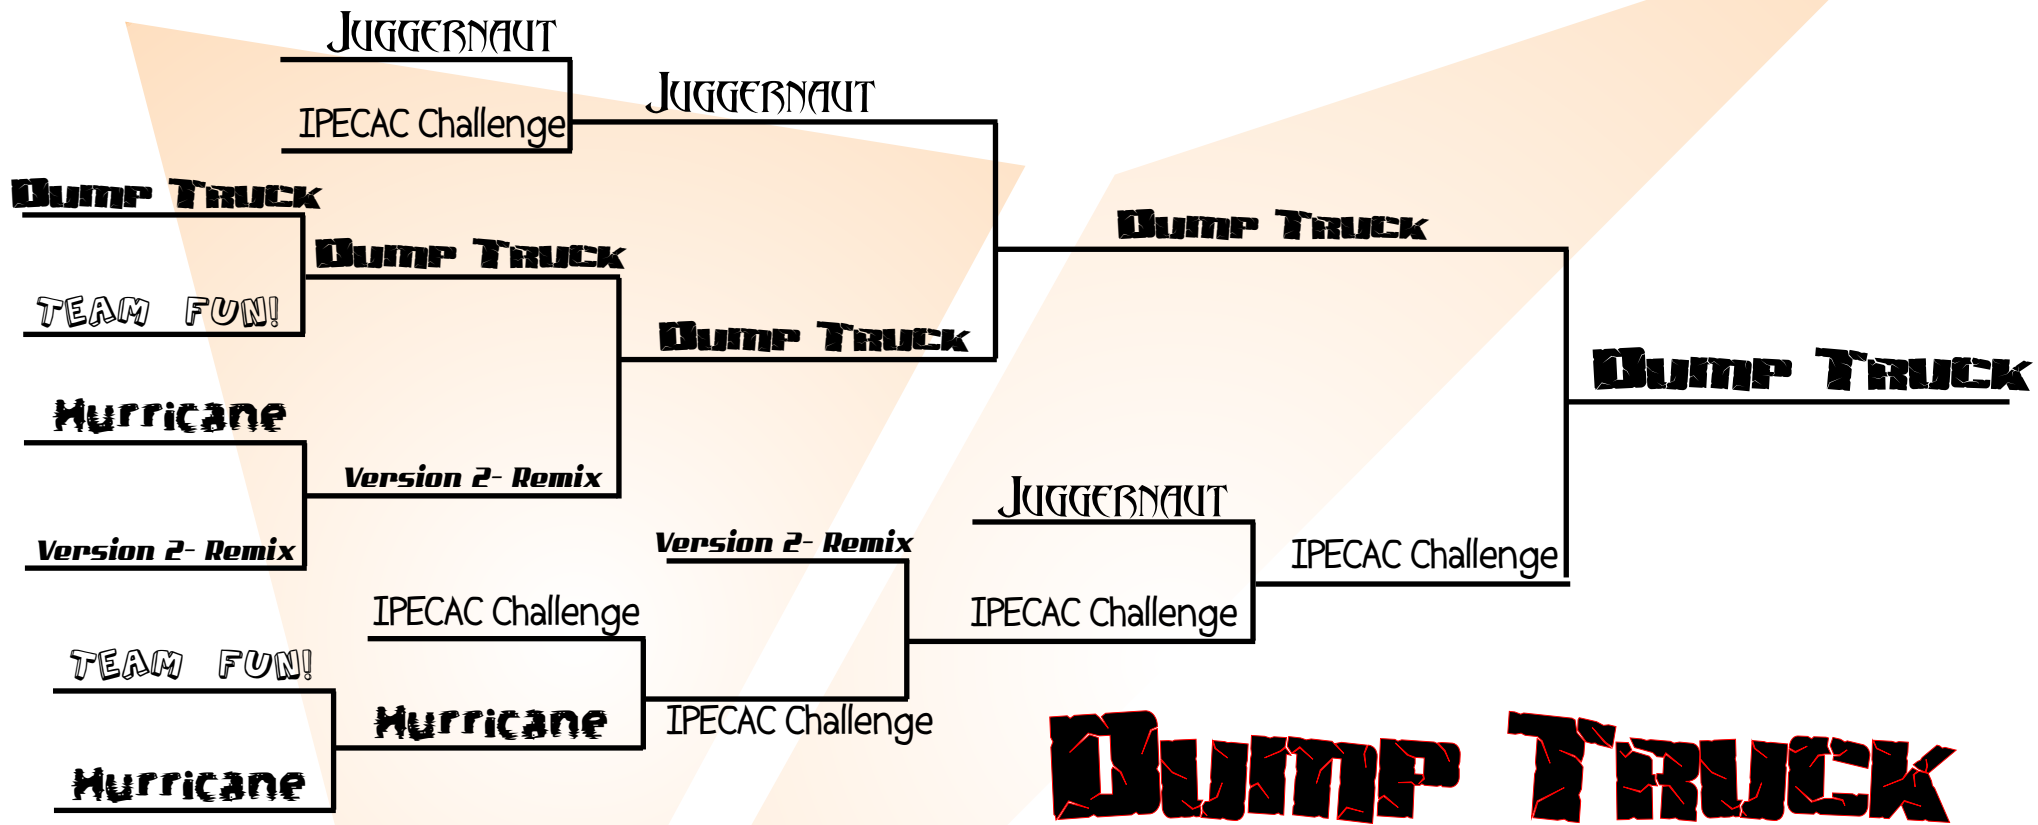 Juggernaut
Juggernaut
IPECAC Challenge
Dump Truck
Dump Truck
Dump Truck
Team Fun!
Dump Truck
Dump Truck
Hurricane
Version 2- Remix
Juggernaut
Version 2- Remix
Version 2- Remix
IPECAC Challenge
IPECAC Challenge
IPECAC Challenge
Team Fun!
Hurricane
IPECAC Challenge
Hurricane
Dump Truck